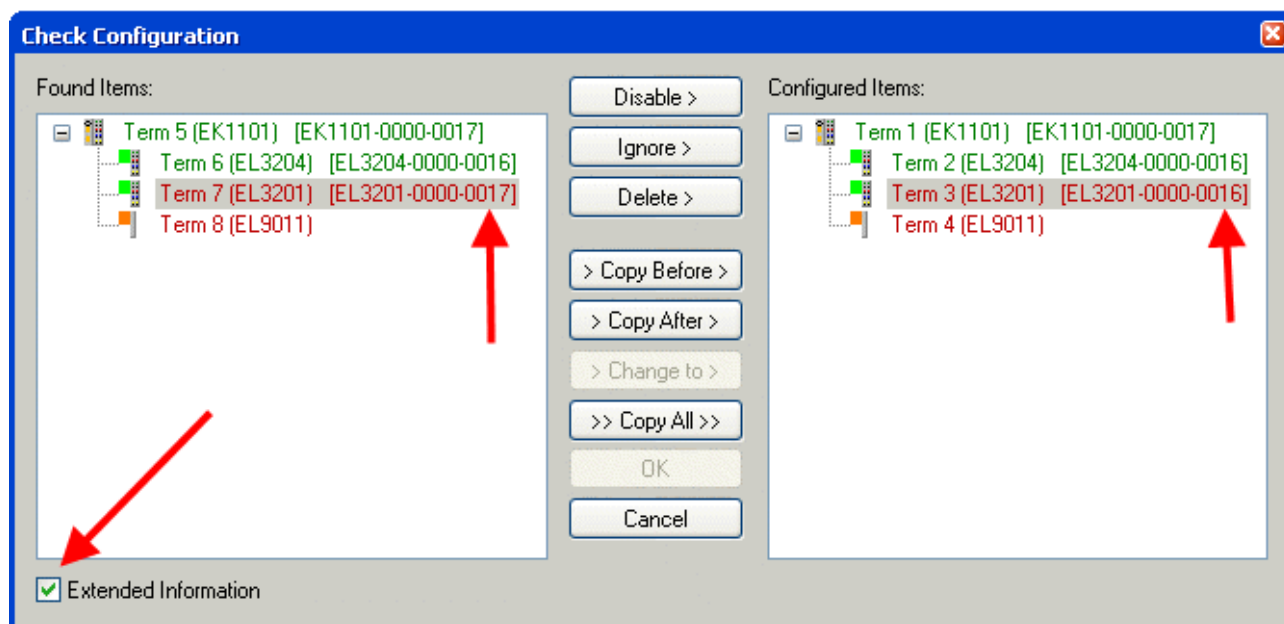 Check Configuration
Found Items:
Term 5 (EK1101) [EK1101-0000-0017]
Term 6 (EL3204) [EL3204-0000-0016]
Term 7 (EL3201) [EL3201-0000-0017]
Term 8 (EL9011)
Disable >
Ignore >
Delete >
> Copy Before >
> Copy After >
> Change to >
>> Copy All >>
OK
Cancel
Configured Items:
Term 1 (EK1101) [EK1101-0000-0017]
Term 2 (EL3204) [EL3204-0000-0016]
Term 3 (EL3201) [EL3201-0000-0016]
Term 4 (EL9011)
Extended Information